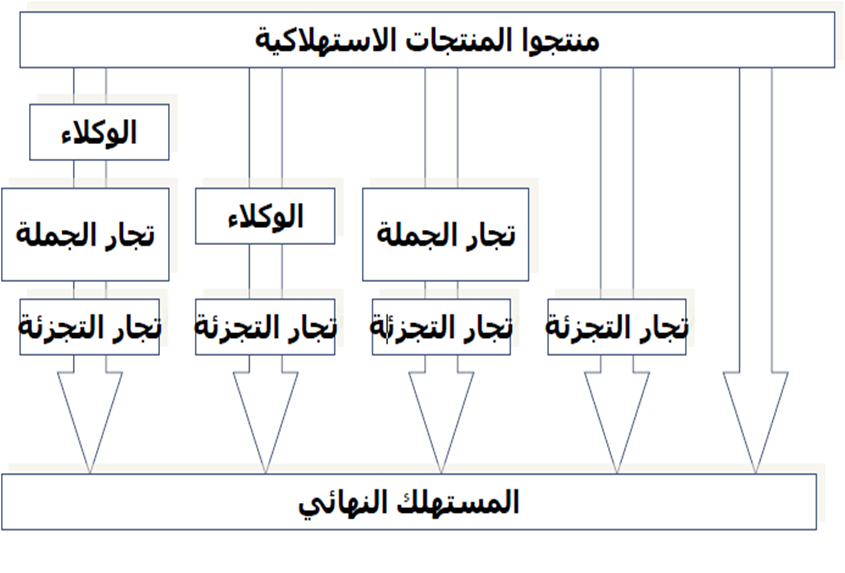 منتجوا المنتجات الاستهلاكية
الوكلاء
تجار الجملة
الوكلاء
تجار الجملة
تجار التجزئة
تجار التجزئة
تجار التجزئة
تجار التجزئة
المستهلك النهائي